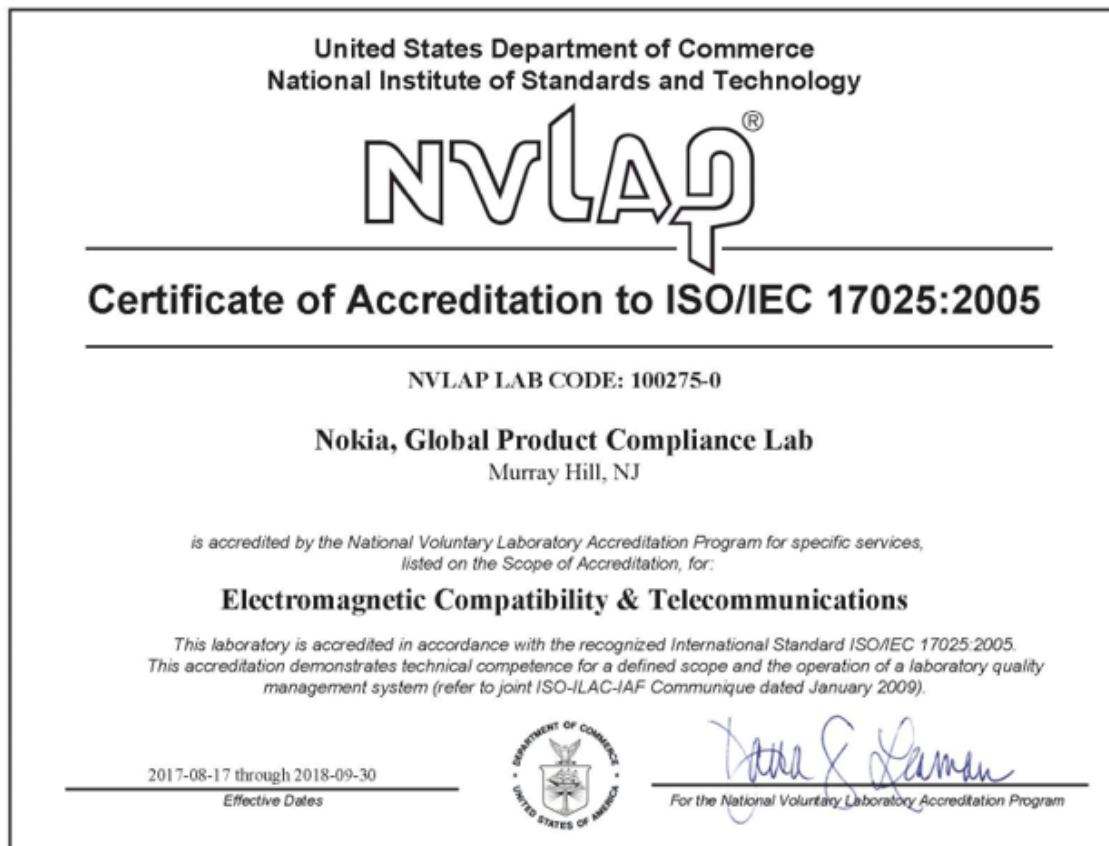 United States Department of Commerce
National Institute of Standards and Technology
NVLAP®
Certificate of Accreditation to ISO/IEC 17025:2005
NVLAP LAB CODE: 100275-0
Nokia, Global Product Compliance Lab
Murray Hill, NJ
is accredited by the National Voluntary Laboratory Accreditation Program for specific services,
listed on the Scope of Accreditation, for:
Electromagnetic Compatibility & Telecommunications
This laboratory is accredited in accordance with the recognized International Standard ISO/IEC 17025:2005.
This accreditation demonstrates technical competence for a defined scope and the operation of a laboratory quality
management system (refer to joint ISO-ILAC-IAF Communique dated January 2009).
2017-08-17 through 2018-09-30
Effective Dates
DEPARTMENT OF COMMERCE
UNITED STATES OF AMERICA
For the National Voluntary Laboratory Accreditation Program